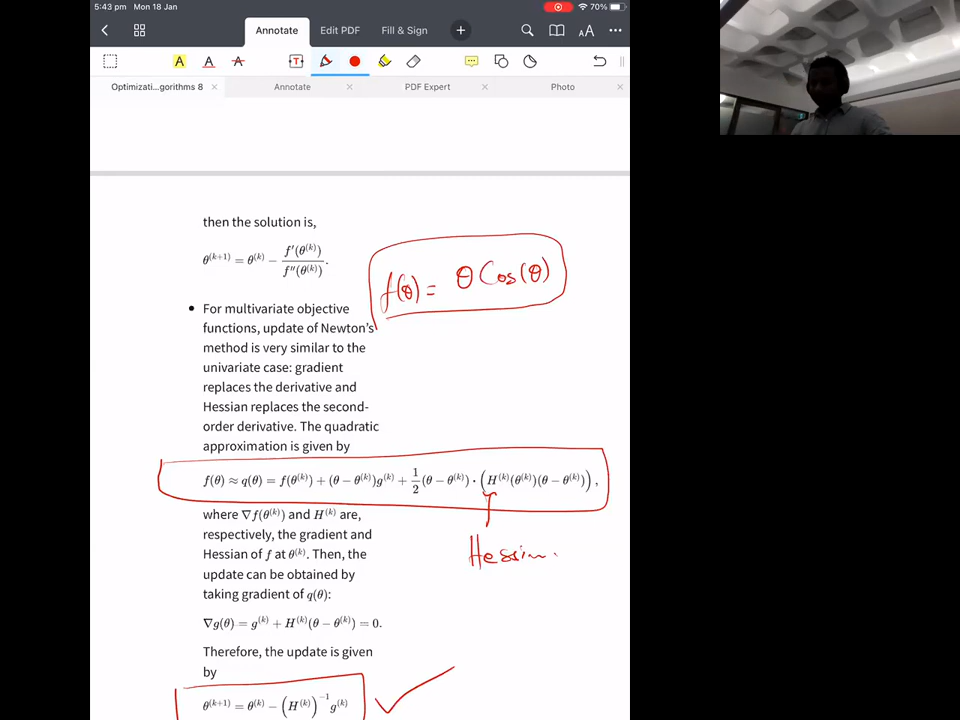 5:43 pm Mon 18 Jan 70%
Annotate Edit PDF Fill & Sign
Optimizati...gorithms 8 Annotate PDF Expert Photo
then the solution is,
θ^{(k+1)} = θ^{(k)} − f′(θ^{(k)}) / f″(θ^{(k)}).
f(θ) = θ Cos(θ)
• For multivariate objective
functions, update of Newton's
method is very similar to the
univariate case: gradient
replaces the derivative and
Hessian replaces the second-
order derivative. The quadratic
approximation is given by
f(θ) ≈ q(θ) = f(θ^{(k)}) + (θ − θ^{(k)})g^{(k)} + 1/2 (θ − θ^{(k)}) · (H^{(k)}(θ^{(k)})(θ − θ^{(k)})),
where ∇f(θ^{(k)}) and H^{(k)} are,
respectively, the gradient and
Hessian of f at θ^{(k)}. Then, the
update can be obtained by
taking gradient of q(θ):
Hessian
∇g(θ) = g^{(k)} + H^{(k)}(θ − θ^{(k)}) = 0.
Therefore, the update is given
by
θ^{(k+1)} = θ^{(k)} − (H^{(k)})^{−1} g^{(k)}